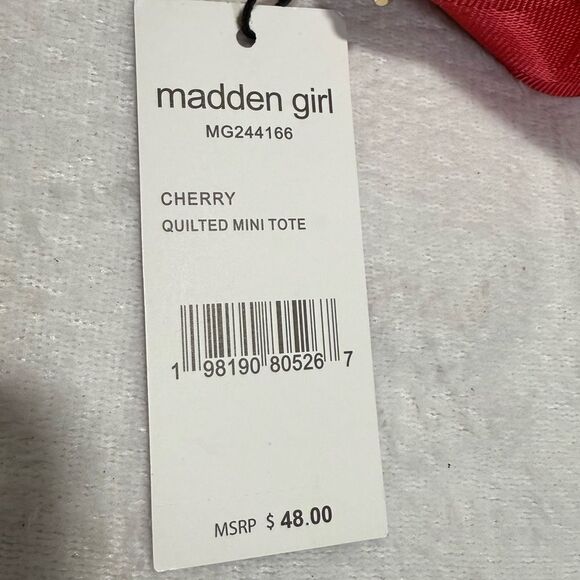 madden girl
MG244166
CHERRY
QUILTED MINI TOTE
1 98190 80526 7
MSRP $ 48.00